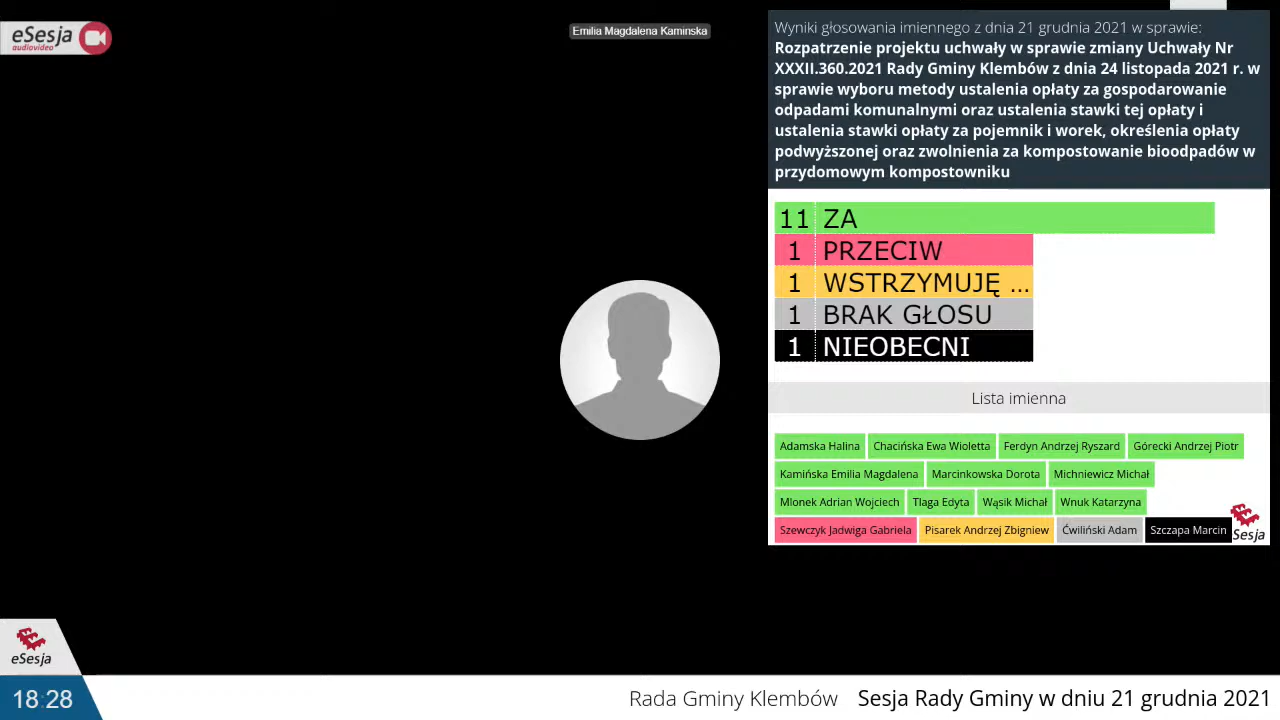 eSesja
audiovideo
Emilia Magdalena Kaminska
Wyniki głosowania imiennego z dnia 21 grudnia 2021 w sprawie:
Rozpatrzenie projektu uchwały w sprawie zmiany Uchwały Nr
XXXII.360.2021 Rady Gminy Klembów z dnia 24 listopada 2021 r. w
sprawie wyboru metody ustalenia opłaty za gospodarowanie
odpadami komunalnymi oraz ustalenia stawki tej opłaty i
ustalenia stawki opłaty za pojemnik i worek, określenia opłaty
podwyższonej oraz zwolnienia za kompostowanie bioodpadów w
przydomowym kompostowniku
11 ZA
1 PRZECIW
1 WSTRZYMUJĘ ...
1 BRAK GŁOSU
1 NIEOBECNI
Lista imienna
Adamska Halina Chacińska Ewa Wioletta Ferdyn Andrzej Ryszard Górecki Andrzej Piotr
Kamińska Emilia Magdalena Marcinkowska Dorota Michniewicz Michał
Mlonek Adrian Wojciech Tlaga Edyta Wąsik Michał Wnuk Katarzyna
Szewczyk Jadwiga Gabriela Pisarek Andrzej Zbigniew Ćwiliński Adam Szczapa Marcin
eSesja
eSesja
18:28
Rada Gminy Klembów Sesja Rady Gminy w dniu 21 grudnia 2021